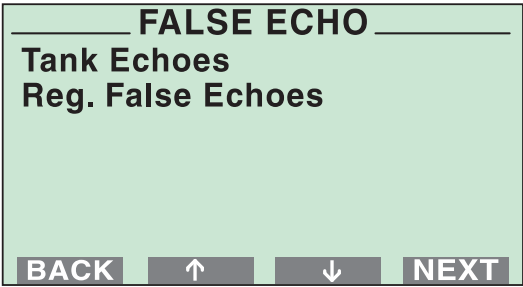 FALSE ECHO
Tank Echoes
Reg. False Echoes
BACK ↑ ↓ NEXT